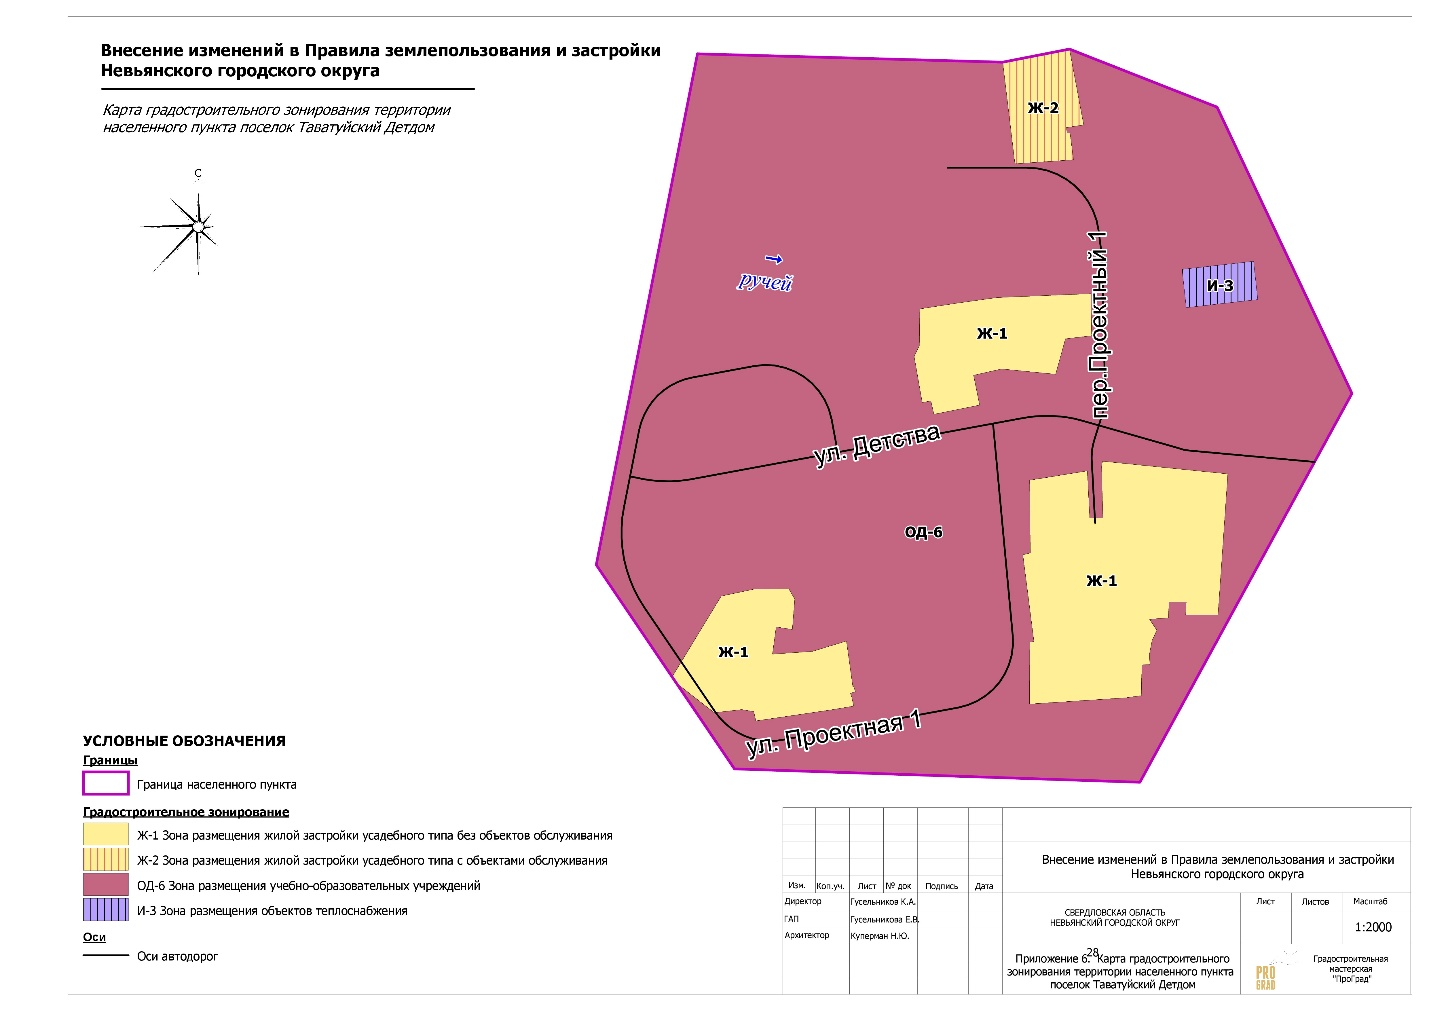 Внесение изменений в Правила землепользования и застройки
Невьянского городского округа
Карта градостроительного зонирования территории
населенного пункта поселок Таватуйский Детдом
С
Ж-2
пер.Проектный 1
ручей
И-3
Ж-1
ул. Детства
ОД-6
Ж-1
Ж-1
ул. Проектная 1
УСЛОВНЫЕ ОБОЗНАЧЕНИЯ
Границы
Граница населенного пункта
Градостроительное зонирование
Ж-1 Зона размещения жилой застройки усадебного типа без объектов обслуживания
Ж-2 Зона размещения жилой застройки усадебного типа с объектами обслуживания
ОД-6 Зона размещения учебно-образовательных учреждений
И-3 Зона размещения объектов теплоснабжения
Оси
Оси автодорог
Внесение изменений в Правила землепользования и застройки
Невьянского городского округа
Изм. Коп.уч. Лист № док Подпись Дата
Директор Гусельников К.А.
ГАП Гусельникова Е.В.
Архитектор Куперман Н.Ю.
СВЕРДЛОВСКАЯ ОБЛАСТЬ
НЕВЬЯНСКИЙ ГОРОДСКОЙ ОКРУГ
Лист Листов Масштаб
1:2000
28
Приложение 6. Карта градостроительного
зонирования территории населенного пункта
поселок Таватуйский Детдом
PRO
GRAD
Градостроительная
мастерская
"ПроГрад"